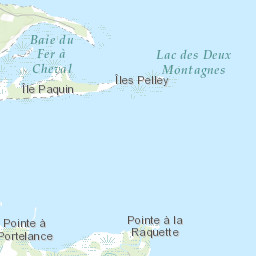 Baie du
Fer à
Cheval
Lac des Deux
Montagnes
Îles Pelley
Île Paquin
Pointe à
Portelance
Pointe à la
Raquette